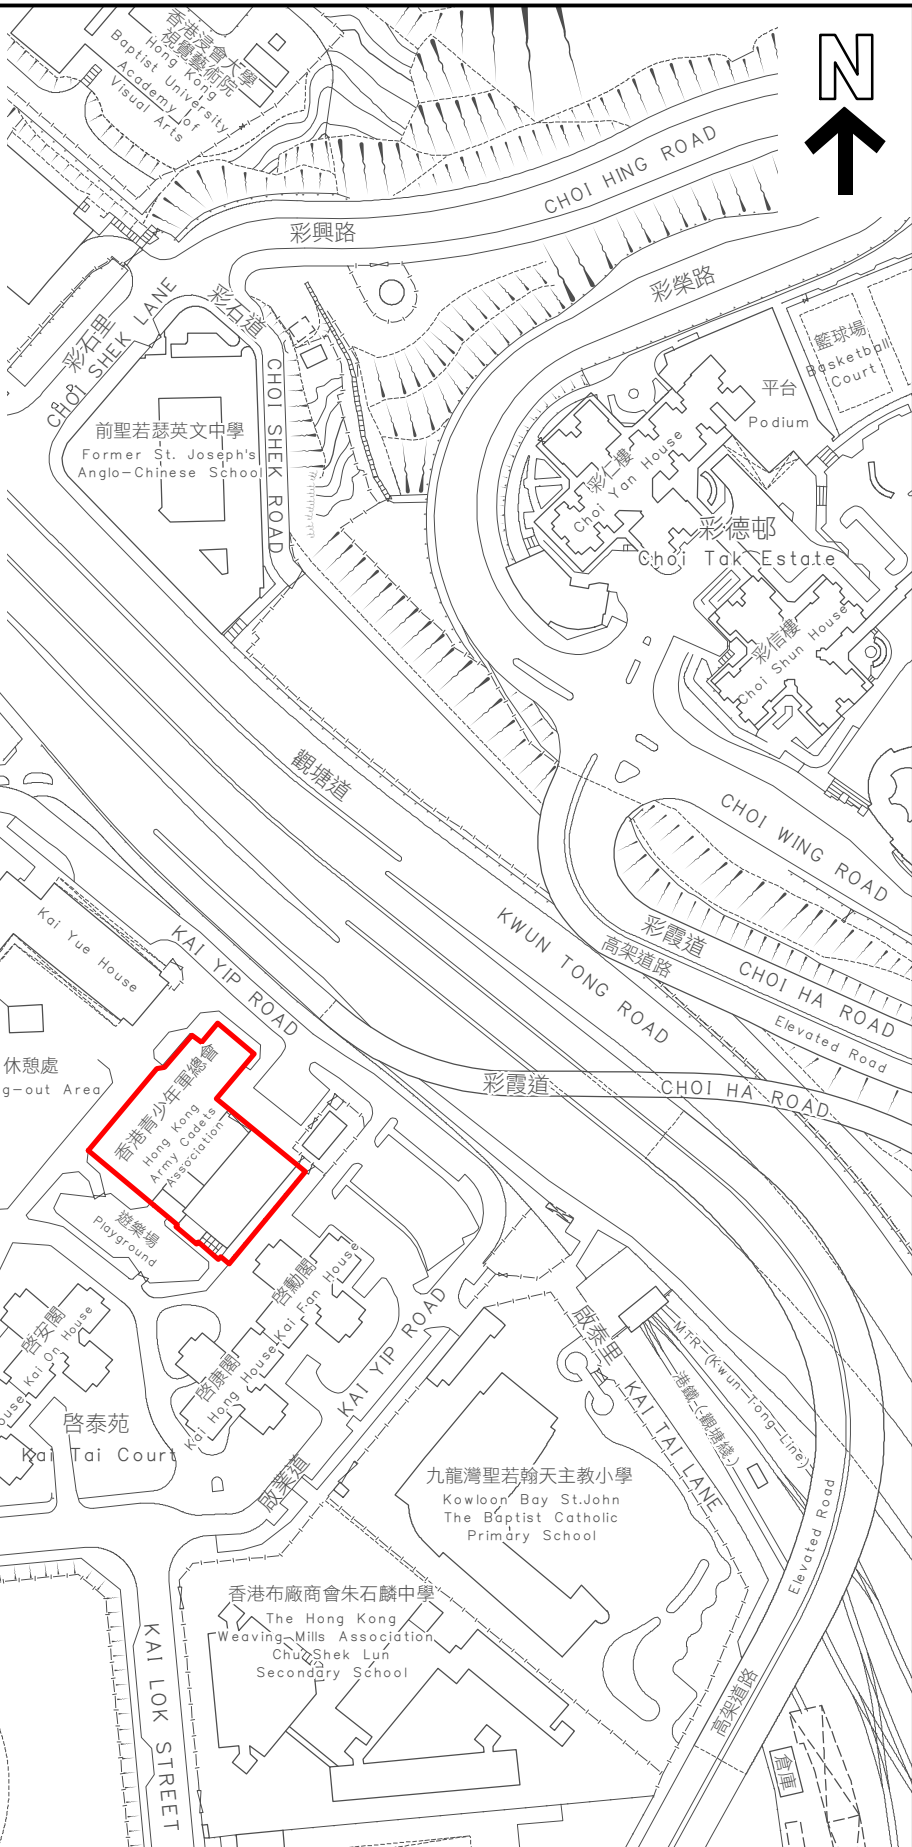 N
香港浸會大學
視覺藝術院
Hong Kong
Baptist University
Academy of
Visual
Arts
CHOI HING ROAD
彩興路
彩榮路
彩石里
CHOI SHEK LANE
彩石道
CHOI SHEK ROAD
籃球場
Basketball
Court
平台
Podium
前聖若瑟英文中學
Former St. Joseph's
Anglo-Chinese School
彩仁樓
Choi Yan House
彩德邨
Choi Tak Estate
彩信樓
Choi Shun House
觀塘道
CHOI WING ROAD
Kai Yue House
KAI YIP ROAD
KWUN TONG ROAD
彩霞道
高架道路
CHOI HA ROAD
Elevated Road
休憩處
g-out Area
彩霞道
CHOI HA ROAD
香港青少年軍總會
Hong Kong
Army Cadets
Association
遊樂場
Playground
啓勳閣
Kai Fan House
啓安閣
Kai On House
ouse
啓康閣
Kai Hong House
KAI YIP ROAD
啟泰里
KAI TAI LANE
MTR-(Kwun-Tong-Line)
港鐵-(觀塘綫)
啓泰苑
Kai Tai Court
啟業道
九龍灣聖若翰天主教小學
Kowloon Bay St.John
The Baptist Catholic
Primary School
Elevated Road
香港布廠商會朱石麟中學
The Hong Kong
Weaving Mills Association
Chu Shek Lun
Secondary School
KAI LOK STREET
高架道路
倉庫